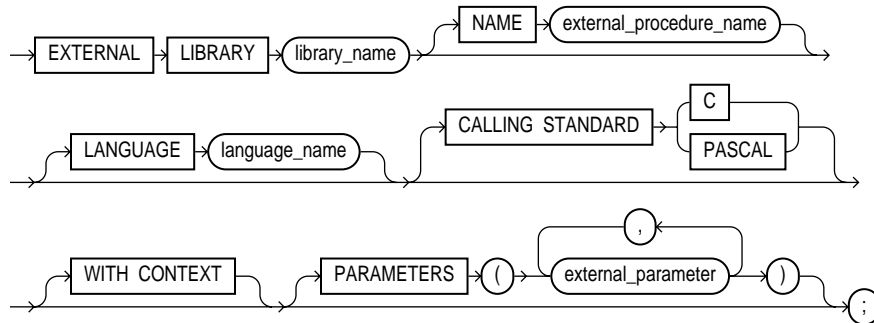 NAME external_procedure_name
EXTERNAL LIBRARY library_name
C
CALLING STANDARD
LANGUAGE language_name PASCAL
,
WITH CONTEXT PARAMETERS ( external_parameter )
;